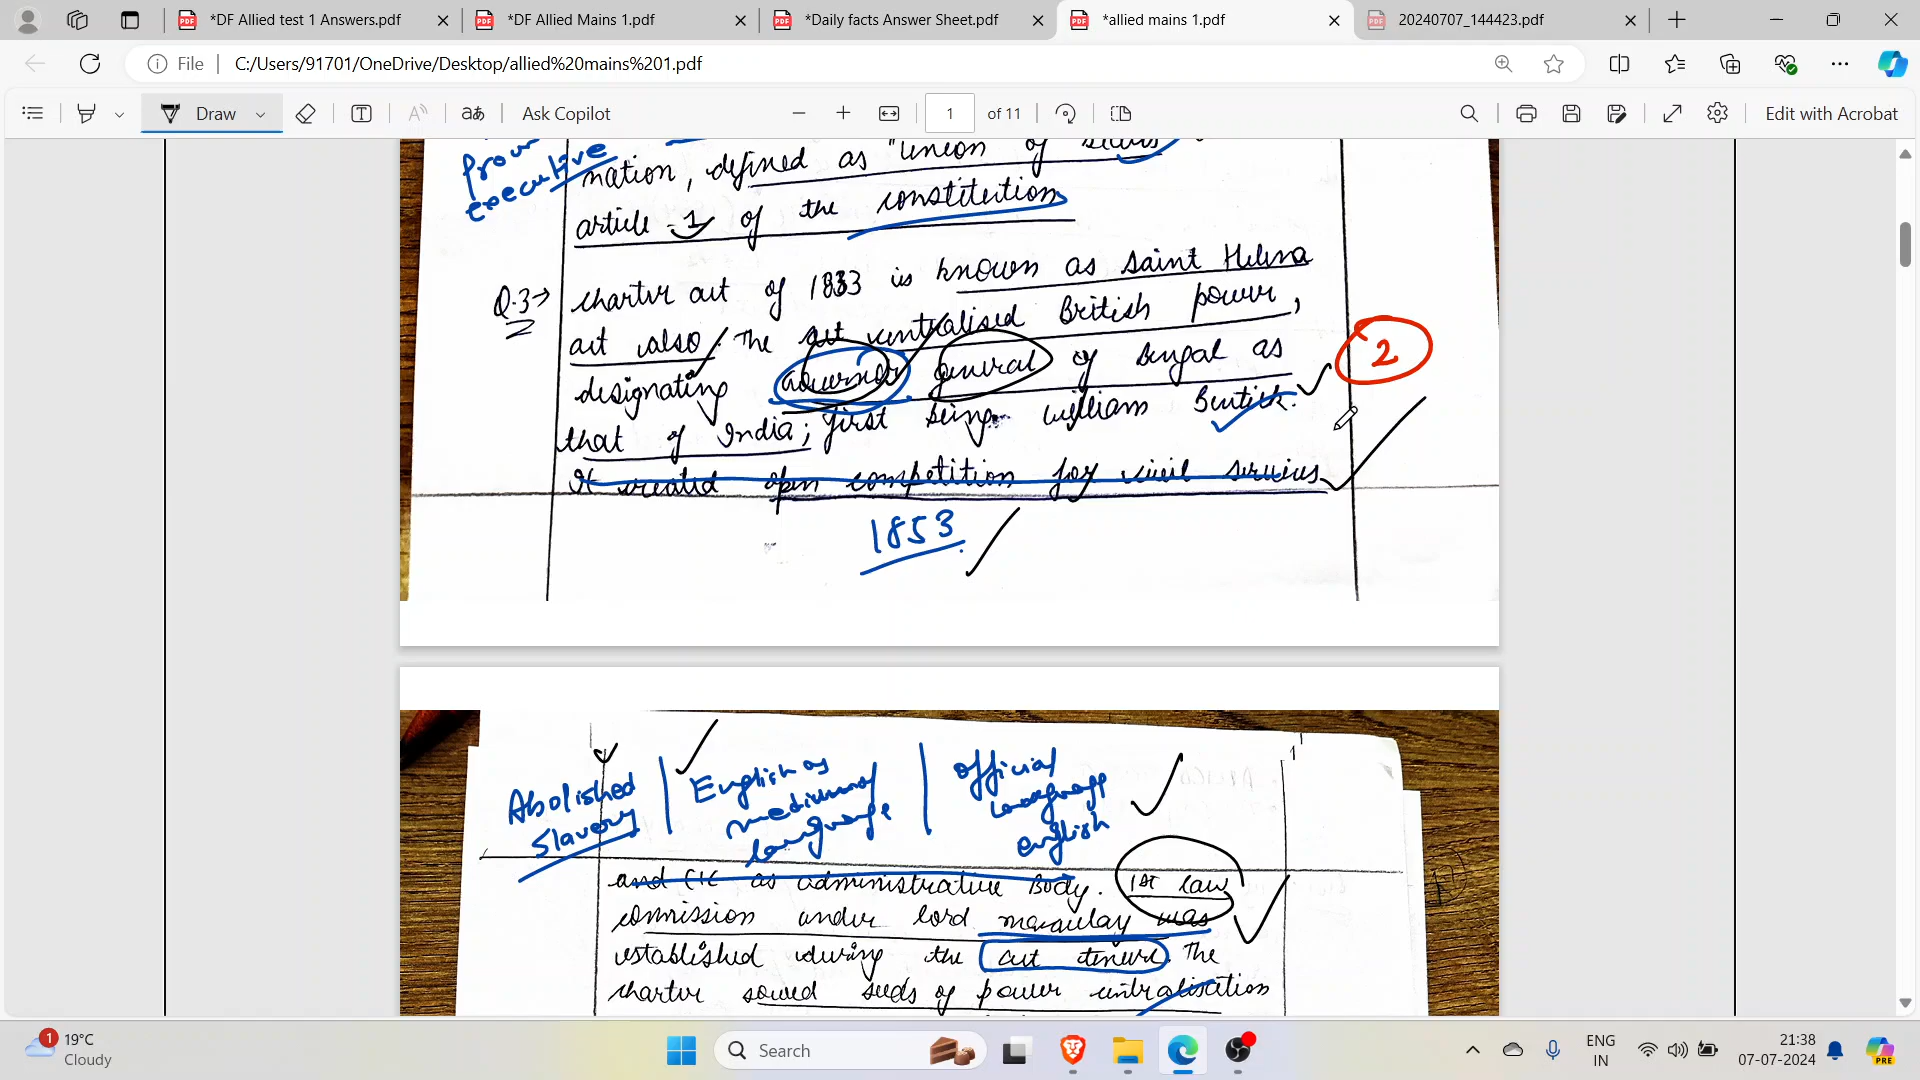 *DF Allied test 1 Answers.pdf
*DF Allied Mains 1.pdf
*Daily facts Answer Sheet.pdf
*allied mains 1.pdf
20240707_144423.pdf
File
C:/Users/91701/OneDrive/Desktop/allied%20mains%201.pdf
Draw
aあ
Ask Copilot
1 of 11
Edit with Acrobat
executive
nation, defined as "Union of
article -1 of the constitution
Q.3→ charter act of 1833 is known as Saint Helena
act also. The act centralised British power,
designating governor general of Bengal as
that of India; first being William Bentick.
It created open competition for civil services
2
1853
Abolished
slavery
English as
medium of
language
official
language
english
and CIC as administrative Body. 1st law
commission under lord macaulay was
established during the act tenure. The
charter sowed seeds of power centralisation
1
19°C
Cloudy
Search
ENG
IN
21:38
07-07-2024
PRE